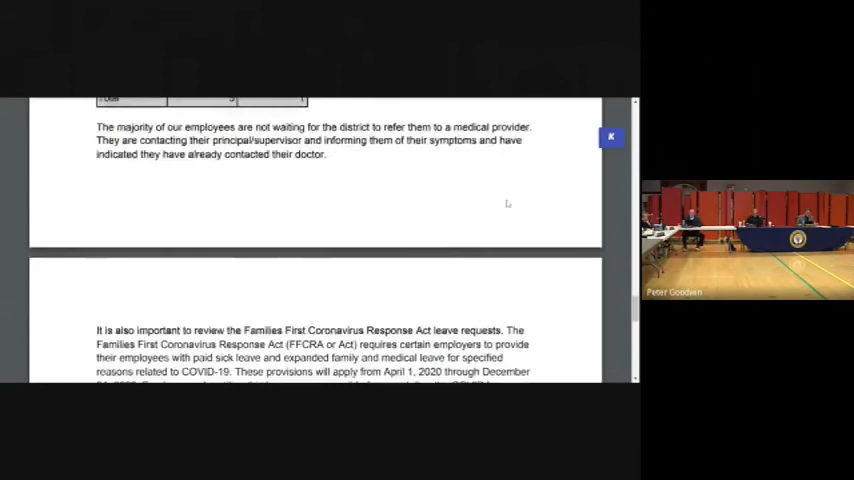 The majority of our employees are not waiting for the district to refer them to a medical provider.
They are contacting their principal/supervisor and informing them of their symptoms and have
indicated they have already contacted their doctor.
K
Peter Goodwin
It is also important to review the Families First Coronavirus Response Act leave requests. The
Families First Coronavirus Response Act (FFCRA or Act) requires certain employers to provide
their employees with paid sick leave and expanded family and medical leave for specified
reasons related to COVID-19. These provisions will apply from April 1, 2020 through December